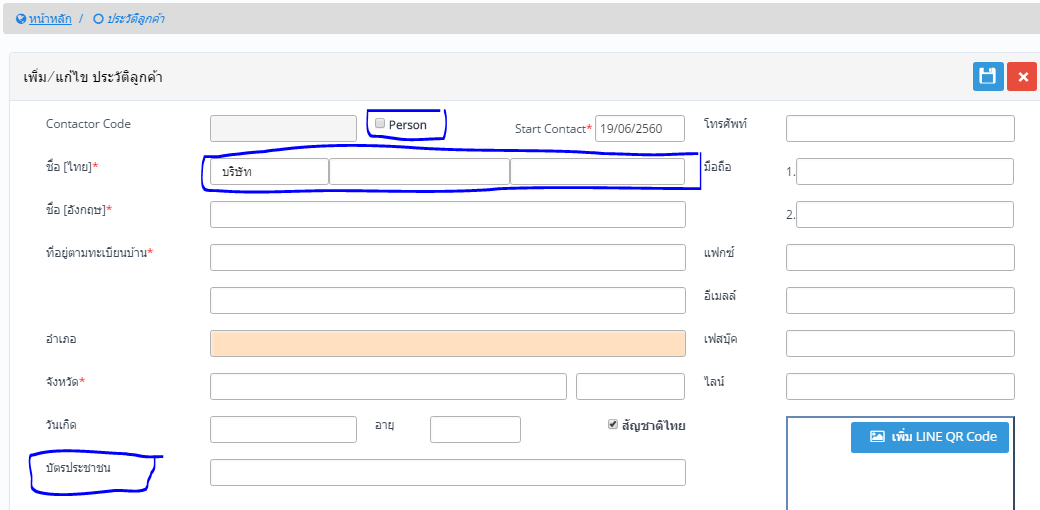 หน้าหลัก / ประวัติลูกค้า
เพิ่ม/แก้ไข ประวัติลูกค้า
Contactor Code Person Start Contact* 19/06/2560 โทรศัพท์
ชื่อ [ไทย]* บริษัท มือถือ 1.
ชื่อ [อังกฤษ]* 2.
ที่อยู่ตามทะเบียนบ้าน* แฟกซ์
อีเมลล์
อำเภอ เฟสบุ๊ค
จังหวัด* ไลน์
วันเกิด อายุ สัญชาติไทย
เพิ่ม LINE QR Code
บัตรประชาชน